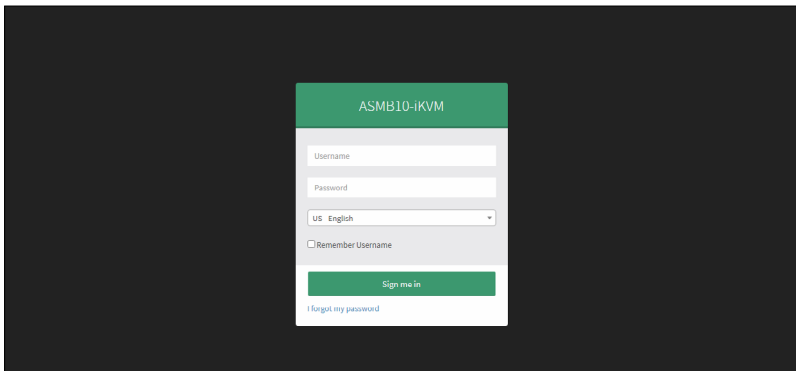 ASMB10-iKVM
Username
Password
US English
Remember Username
Sign me in
I forgot my password